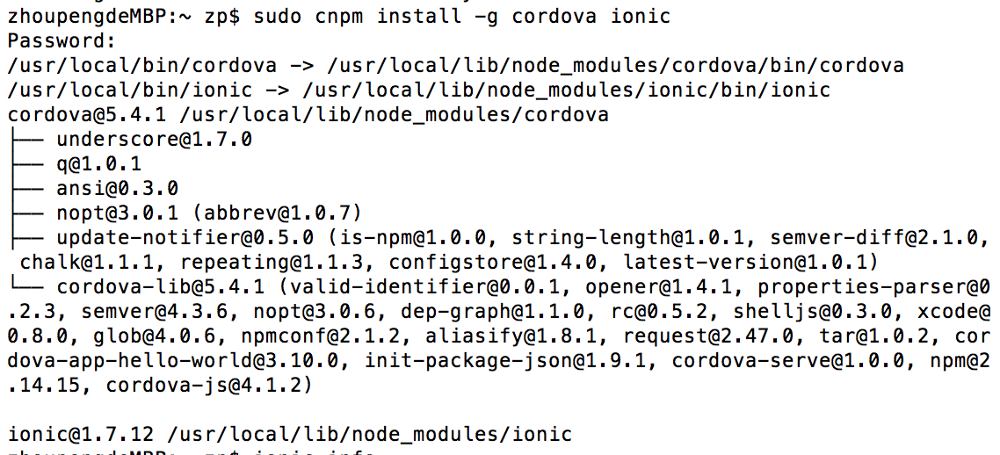 zhoupengdeMBP:~ zp$ sudo cnpm install -g cordova ionic
Password:
/usr/local/bin/cordova -> /usr/local/lib/node_modules/cordova/bin/cordova
/usr/local/bin/ionic -> /usr/local/lib/node_modules/ionic/bin/ionic
cordova@5.4.1 /usr/local/lib/node_modules/cordova
├── underscore@1.7.0
├── q@1.0.1
├── ansi@0.3.0
├── nopt@3.0.1 (abbrev@1.0.7)
├── update-notifier@0.5.0 (is-npm@1.0.0, string-length@1.0.1, semver-diff@2.1.0,
 chalk@1.1.1, repeating@1.1.3, configstore@1.4.0, latest-version@1.0.1)
└── cordova-lib@5.4.1 (valid-identifier@0.0.1, opener@1.4.1, properties-parser@0
.2.3, semver@4.3.6, nopt@3.0.6, dep-graph@1.1.0, rc@0.5.2, shelljs@0.3.0, xcode@
0.8.0, glob@4.0.6, npmconf@2.1.2, aliasify@1.8.1, request@2.47.0, tar@1.0.2, cor
dova-app-hello-world@3.10.0, init-package-json@1.9.1, cordova-serve@1.0.0, npm@2
.14.15, cordova-js@4.1.2)

ionic@1.7.12 /usr/local/lib/node_modules/ionic
zhoupengdeMBP:~ zp$ ionic info